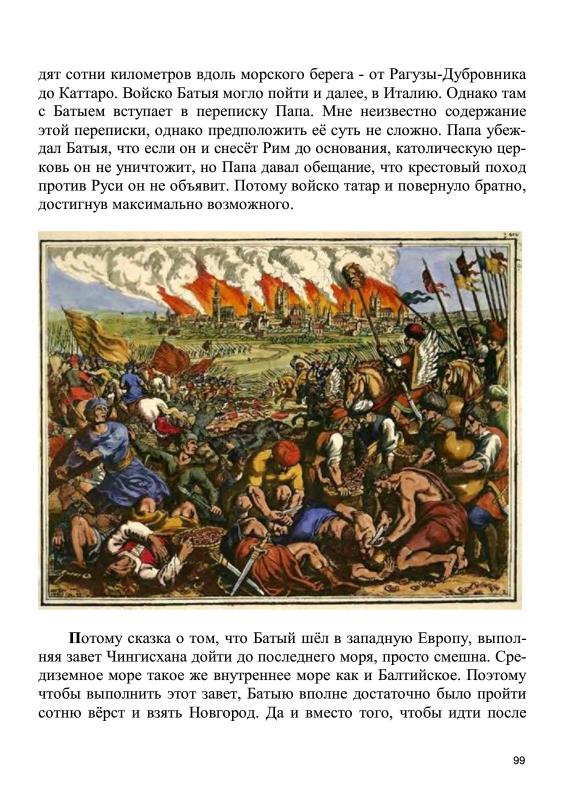 дят сотни километров вдоль морского берега - от Рагузы-Дубровника
до Каттаро. Войско Батыя могло пойти и далее, в Италию. Однако там
с Батыем вступает в переписку Папа. Мне неизвестно содержание
этой переписки, однако предположить её суть не сложно. Папа убеж-
дал Батыя, что если он и снесёт Рим до основания, католическую цер-
ковь он не уничтожит, но Папа давал обещание, что крестовый поход
против Руси он не объявит. Потому войско татар и повернуло братно,
достигнув максимально возможного.
Потому сказка о том, что Батый шёл в западную Европу, выпол-
няя завет Чингисхана дойти до последнего моря, просто смешна. Сре-
диземное море такое же внутреннее море как и Балтийское. Поэтому
чтобы выполнить этот завет, Батыю вполне достаточно было пройти
сотню вёрст и взять Новгород. Да и вместо того, чтобы идти после
99